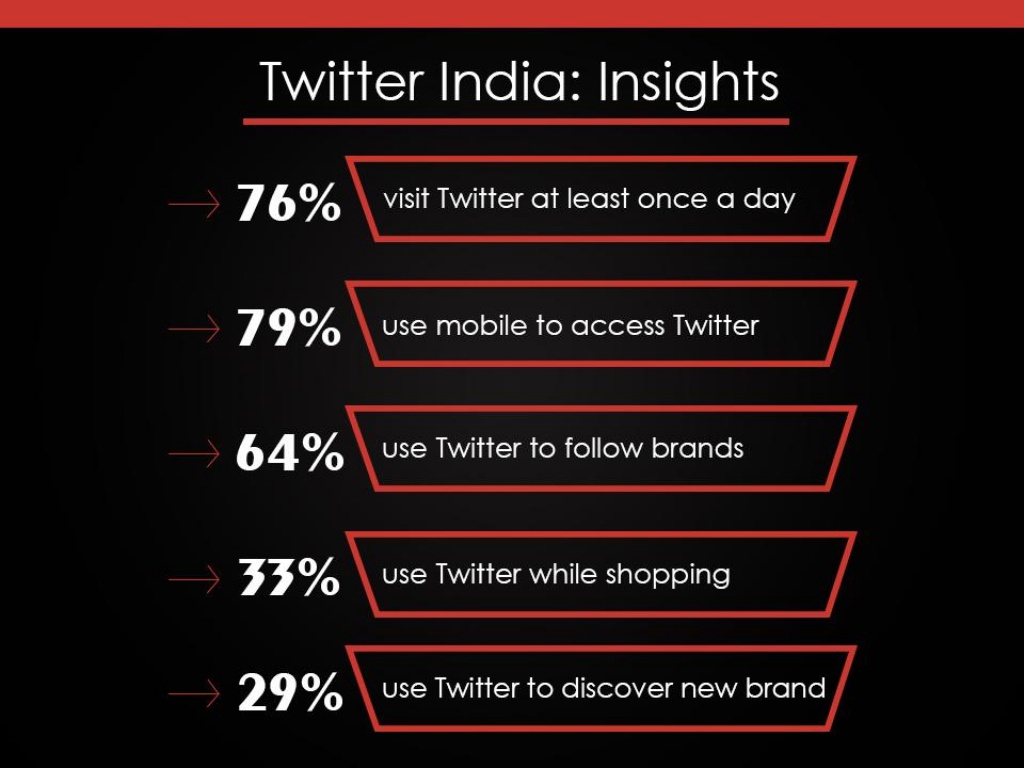 Twitter India: Insights
76% visit Twitter at least once a day
79% use mobile to access Twitter
64% use Twitter to follow brands
33% use Twitter while shopping
29% use Twitter to discover new brand